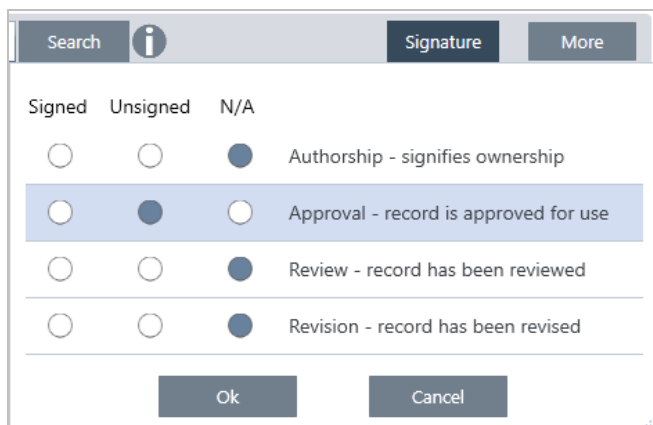 Search i Signature More
Signed Unsigned N/A
Authorship - signifies ownership
Approval - record is approved for use
Review - record has been reviewed
Revision - record has been revised
Ok Cancel